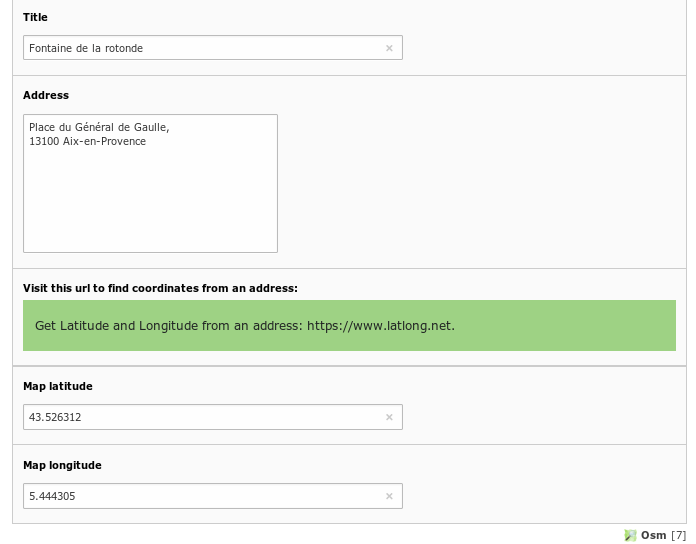 Title
Fontaine de la rotonde ×
Address
Place du Général de Gaulle,
13100 Aix-en-Provence
Visit this url to find coordinates from an address:
Get Latitude and Longitude from an address: https://www.latlong.net.
Map latitude
43.526312 ×
Map longitude
5.444305 ×
Osm [7]